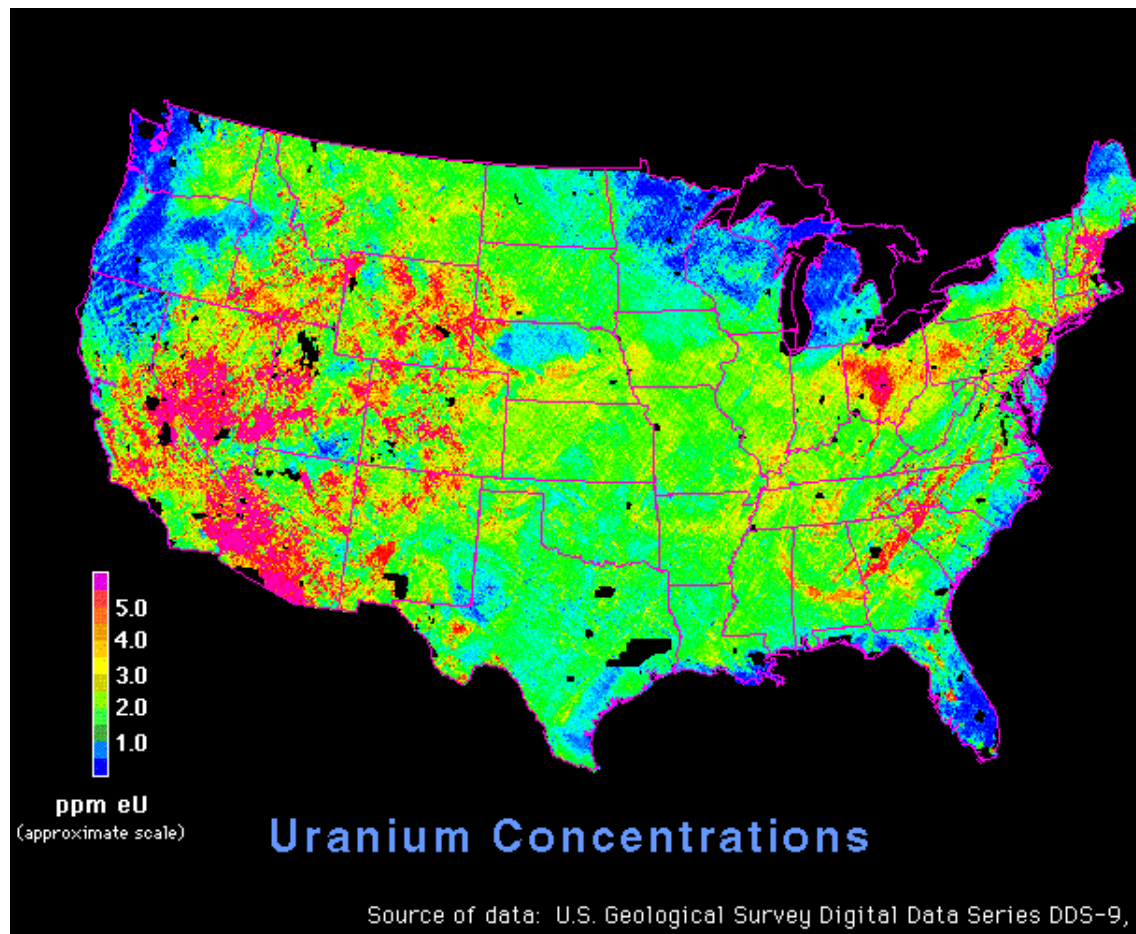 5.0
4.0
3.0
2.0
1.0
ppm eU
(approximate scale)
Uranium Concentrations
Source of data: U.S. Geological Survey Digital Data Series DDS-9,